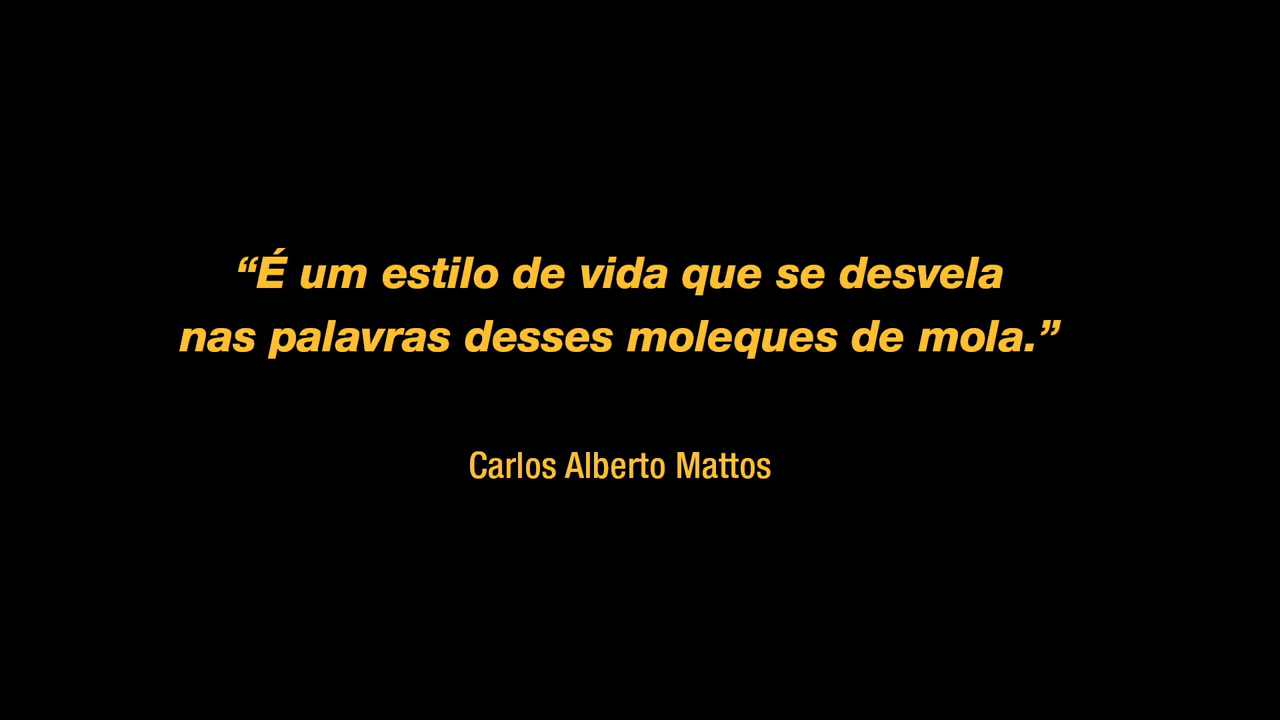 “É um estilo de vida que se desvela
nas palavras desses moleques de mola.”
Carlos Alberto Mattos